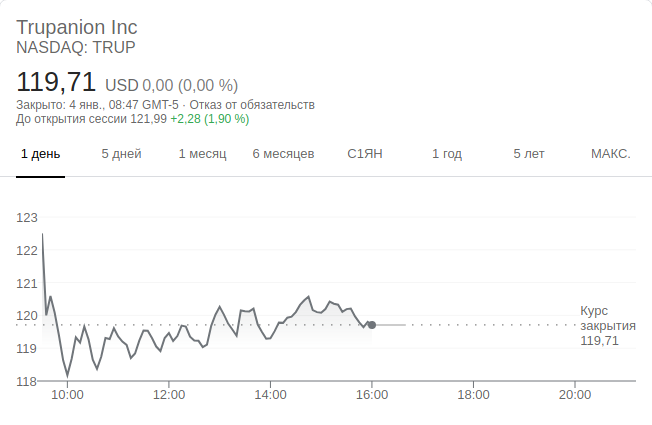 Trupanion Inc
NASDAQ: TRUP
119,71 USD 0,00 (0,00 %)
Закрыто: 4 янв., 08:47 GMT-5 · Отказ от обязательств
До открытия сессии 121,99 +2,28 (1,90 %)
1 день 5 дней 1 месяц 6 месяцев С1ЯН 1 год 5 лет МАКС.
123
122
121
120
119
118
Курс
закрытия
119,71
10:00 12:00 14:00 16:00 18:00 20:00